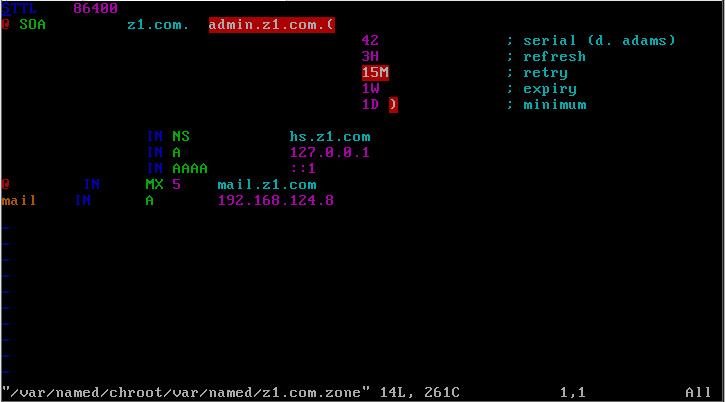 $TTL 86400
@ SOA z1.com. admin.z1.com.(
42 ; serial (d. adams)
3H ; refresh
15M ; retry
1W ; expiry
1D ) ; minimum
IN NS hs.z1.com
IN A 127.0.0.1
IN AAAA ::1
@ IN MX 5 mail.z1.com
mail IN A 192.168.124.8
~
~
~
~
~
~
~
~
~
~
"/var/named/chroot/var/named/z1.com.zone" 14L, 261C 1,1 All